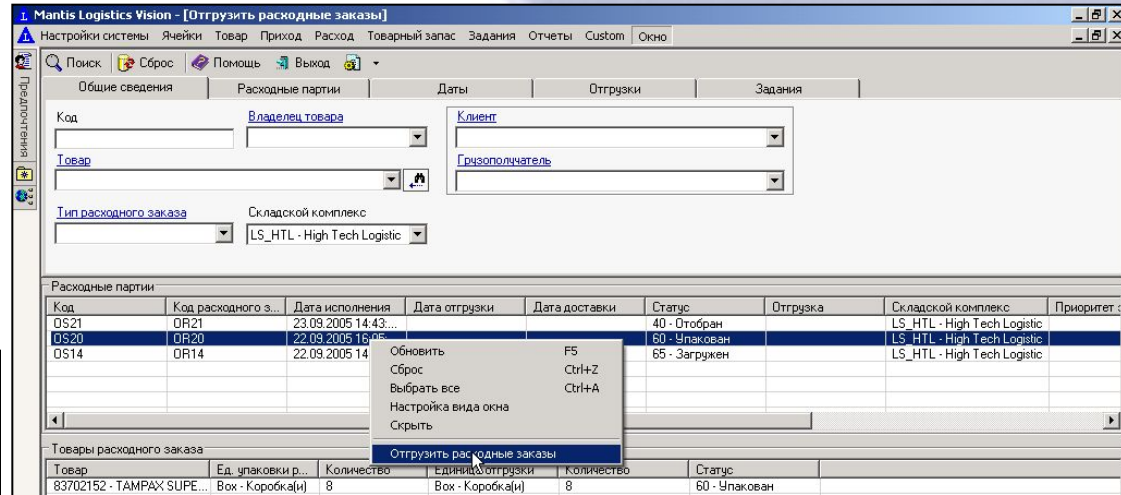 Mantis Logistics Vision - [Отгрузить расходные заказы]
Настройки системы Ячейки Товар Приход Расход Товарный запас Задания Отчеты Custom Окно
Поиск Сброс Помощь Выход
Предпочтения
Общие сведения Расходные партии Даты Отгрузки Задания
Код Владелец товара Клиент
Товар Грузополучатель
Тип расходного заказа Складской комплекс
LS_HTL - High Tech Logistic
Расходные партии
Код Код расходного з... Дата исполнения Дата отгрузки Дата доставки Статус Отгрузка Складской комплекс Приоритет
OS21 OR21 23.09.2005 14:43:... 40 - Отобран LS_HTL - High Tech Logistic
OS20 OR20 22.09.2005 16:05:... 60 - Упакован LS_HTL - High Tech Logistic
OS14 OR14 22.09.2005 14 65 - Загружен LS_HTL - High Tech Logistic
Обновить F5
Сброс Ctrl+Z
Выбрать все Ctrl+A
Настройка вида окна
Скрыть
Отгрузить расходные заказы
Товары расходного заказа
Товар Ед. упаковки р... Количество Единица отгрузки Количество Статус
83702152 - TAMPAX SUPE... Box - Коробка(и) 8 Box - Коробка(и) 8 60 - Упакован